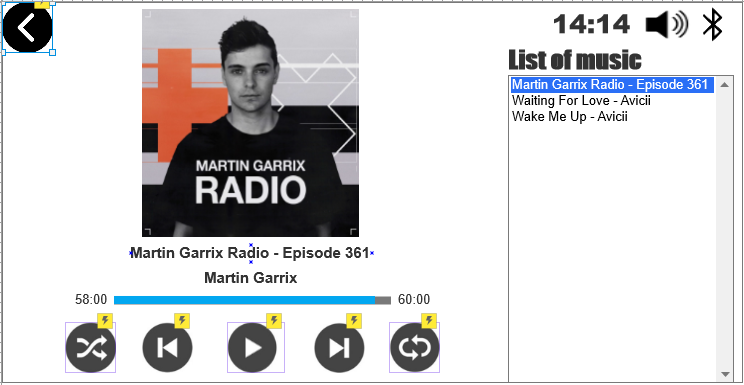 14:14
MARTIN GARRIX
RADIO
Martin Garrix Radio - Episode 361
Martin Garrix
58:00
60:00
List of music
Martin Garrix Radio - Episode 361
Waiting For Love - Avicii
Wake Me Up - Avicii